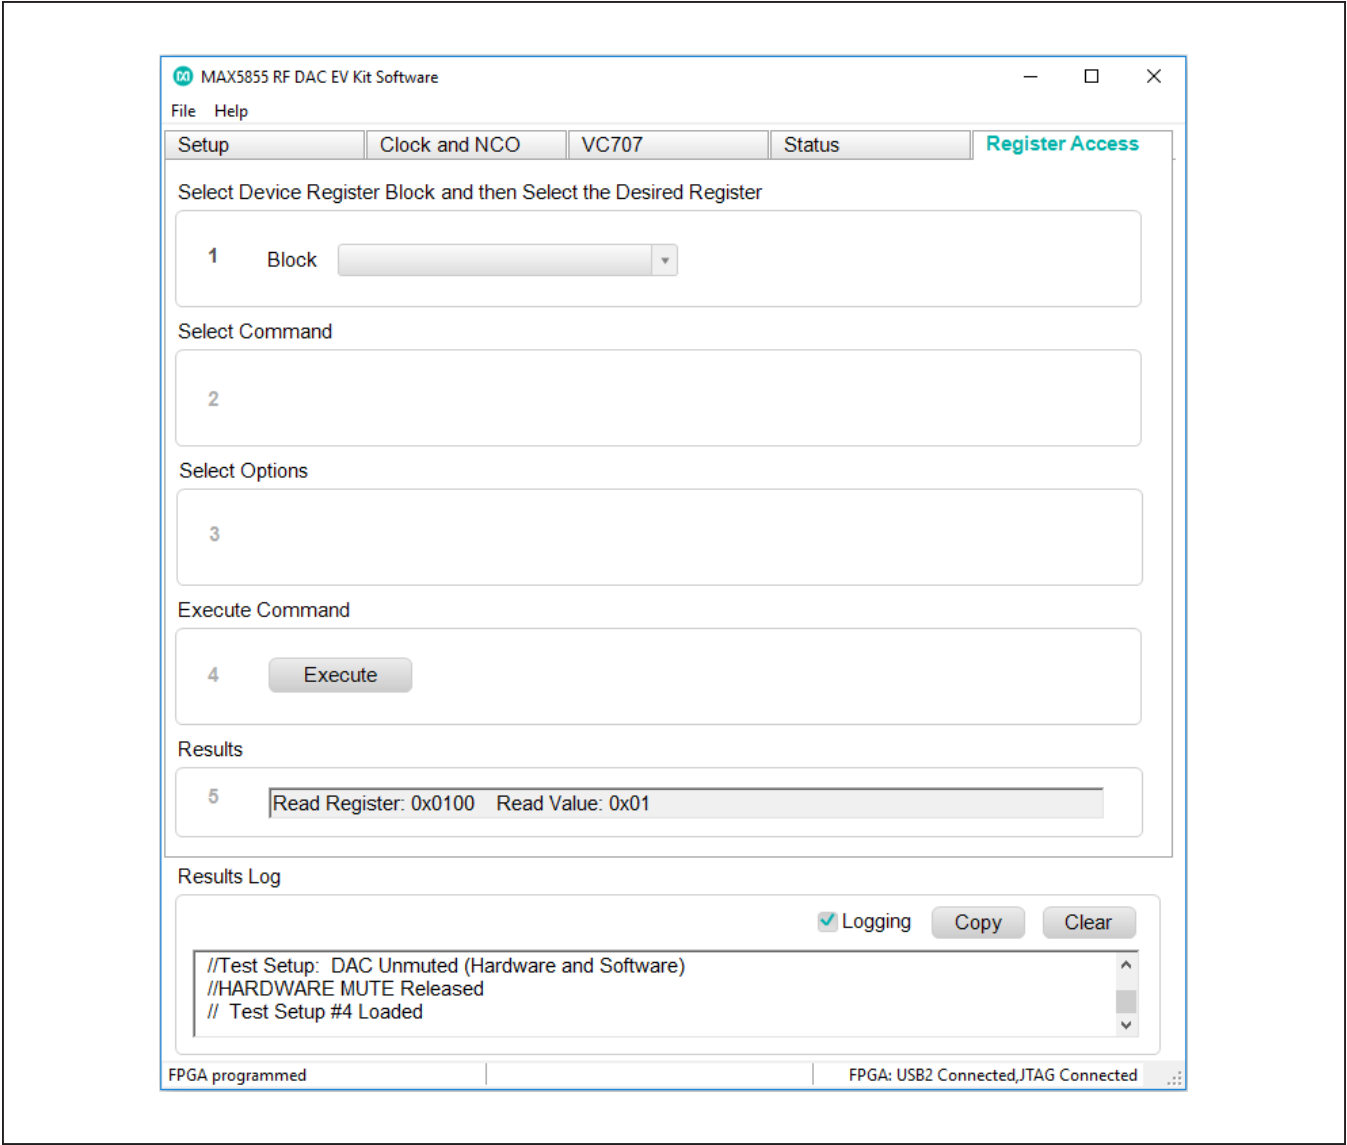 MAX5855 RF DAC EV Kit Software
File Help
Setup Clock and NCO VC707 Status Register Access
Select Device Register Block and then Select the Desired Register
1 Block
Select Command
2
Select Options
3
Execute Command
4 Execute
Results
5 Read Register: 0x0100 Read Value: 0x01
Results Log
Logging Copy Clear
//Test Setup: DAC Unmuted (Hardware and Software)
//HARDWARE MUTE Released
// Test Setup #4 Loaded
FPGA programmed FPGA: USB2 Connected,JTAG Connected